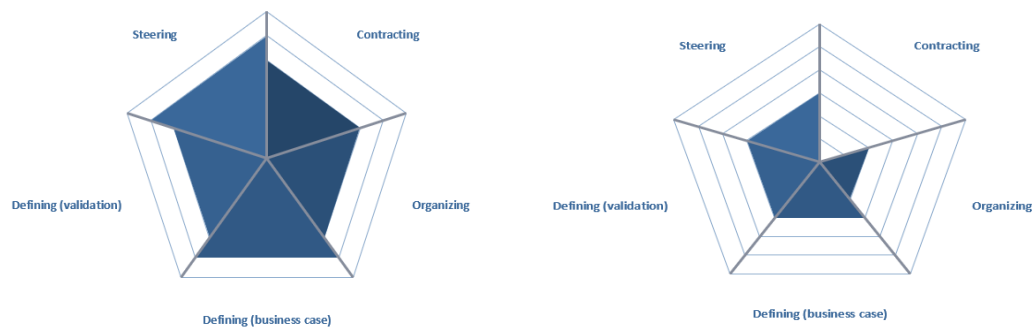 Steering
Contracting
Defining (validation)
Organizing
Defining (business case)
Steering
Contracting
Defining (validation)
Organizing
Defining (business case)